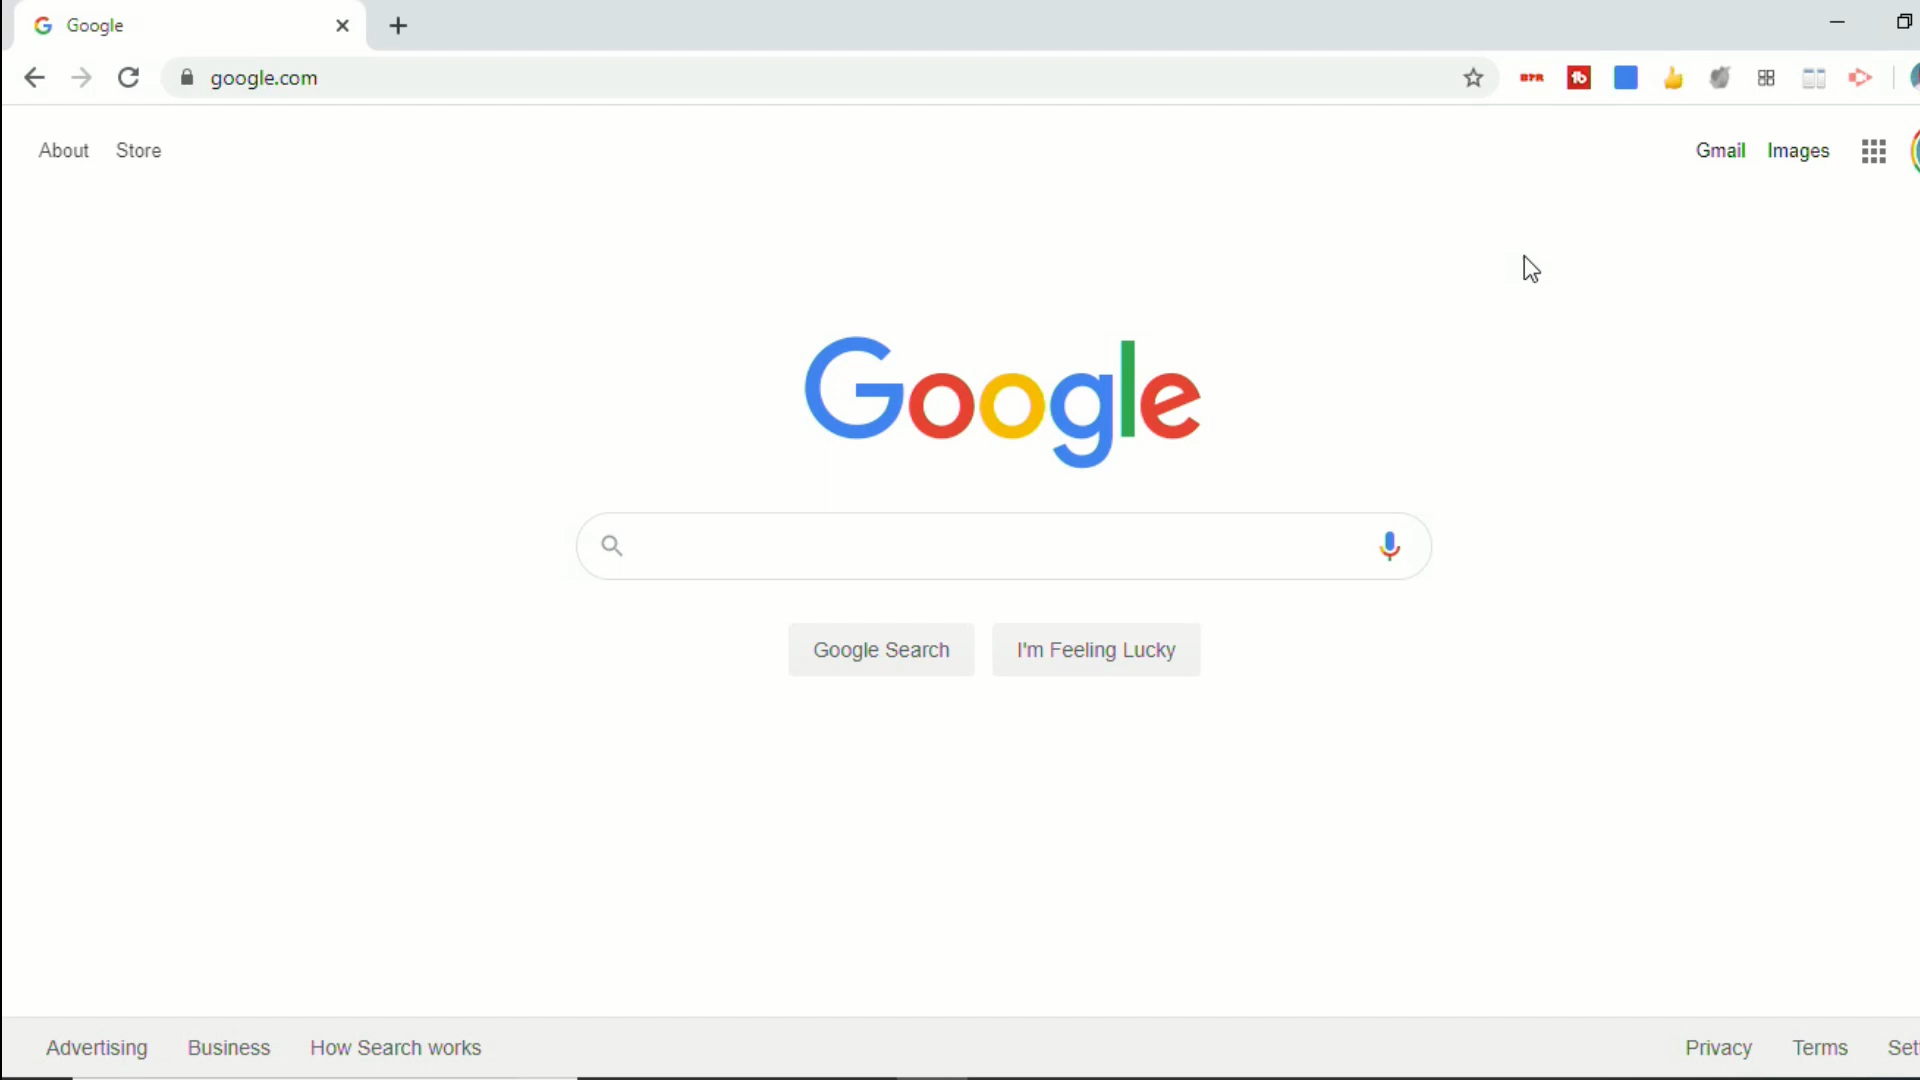 Google
google.com
About Store
Gmail Images
Google
Google Search I'm Feeling Lucky
Advertising Business How Search works
Privacy Terms